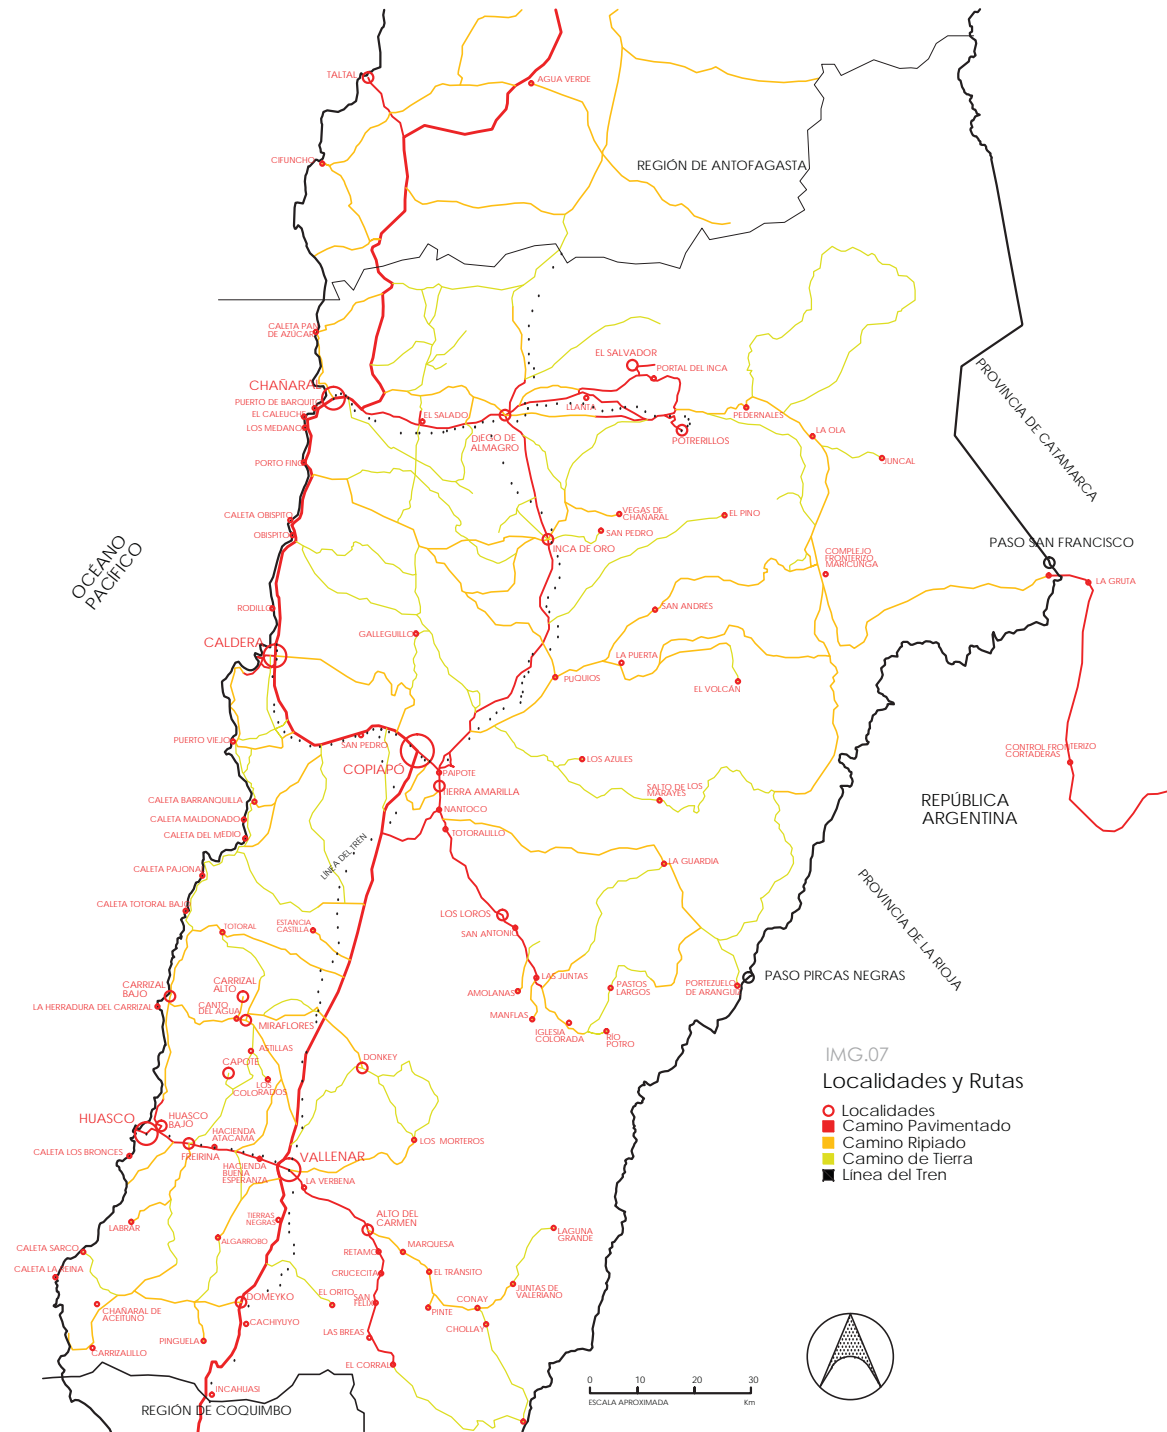 TALTAL
AGUA VERDE
CIFUNCHO
REGIÓN DE ANTOFAGASTA
CALETA PAN
DE AZÚCAR
EL SALVADOR
PORTAL DEL INCA
CHAÑARAL
PUERTO DE BARQUITO
EL CALEUCHE
LOS MEDANO
EL SALADO
LLANTA
PEDERNALES
DIEGO DE
ALMAGRO
POTRERILLOS
LA OLA
JUNCAL
PORTO FINO
PROVINCIA DE CATAMARCA
CALETA OBISPITO
OBISPITO
VEGAS DE
CHAÑARAL
EL PINO
SAN PEDRO
INCA DE ORO
PASO SAN FRANCISCO
COMPLEJO
FRONTERIZO
MARICUNGA
LA GRUTA
OCÉANO
PACÍFICO
RODILLO
SAN ANDRÉS
GALLEGUILLO
CALDERA
LA PUERTA
PUQUIOS
EL VOLCÁN
PUERTO VIEJO
SAN PEDRO
COPIAPÓ
PAIPOTE
LOS AZULES
CONTROL FRONTERIZO
CORTADERAS
TIERRA AMARILLA
SALTO DE LOS
MARAYES
CALETA BARRANQUILLA
NANTOCO
REPÚBLICA
ARGENTINA
CALETA MALDONADO
TOTORALILLO
CALETA DEL MEDIO
LÍNEA DEL TREN
CALETA PAJONA
LA GUARDIA
PROVINCIA DE LA RIOJA
CALETA TOTORAL BAJO
LOS LOROS
TOTORAL
ESTANCIA
CASTILLA
SAN ANTONIO
CARRIZAL
BAJO
CARRIZAL
ALTO
LAS JUNTAS
PASO PIRCAS NEGRAS
AMOLANAS
PASTOS
LARGOS
PORTEZUELO
DE ARANGUIZ
LA HERRADURA DEL CARRIZAL
CANTO
DEL AGUA
MIRAFLORES
MANFLAS
IGLESIA
COLORADA
RÍO
POTRO
ASTILLAS
DONKEY
CAPOTE
LOS
COLORADOS
IMG.07
Localidades y Rutas
Localidades
Camino Pavimentado
Camino Ripiado
Camino de Tierra
Linea del Tren
HUASCO
HUASCO
BAJO
HACIENDA
ATACAMA
LOS MORTEROS
CALETA LOS BRONCES
FREIRINA
HACIENDA
BUENA
ESPERANZA
VALLENAR
LA VERBENA
LABRAR
TIERRAS
NEGRAS
ALTO DEL
CARMEN
LAGUNA
GRANDE
ALGARROBO
CALETA SARCO
RETAMO
MARQUESA
CALETA LA REINA
CRUCECITA
EL TRÁNSITO
JUNTAS DE
VALERIANO
CHAÑARAL DE
ACEITUNO
DOMEYKO
EL ORITO
SAN
FELIX
PINTE
CONAY
CACHIYUYO
CHOLLAY
PINGUELA
LAS BREAS
CARRIZALILLO
EL CORRAL
INCAHUASI
REGIÓN DE COQUIMBO
0 10 20 30
ESCALA APROXIMADA Km